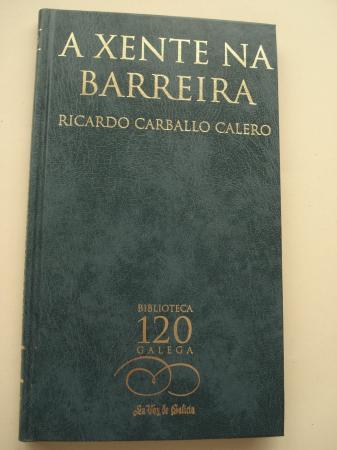 A XENTE NA
BARREIRA
RICARDO CARBALLO CALERO
BIBLIOTECA
120
GALEGA
La Voz de Galicia